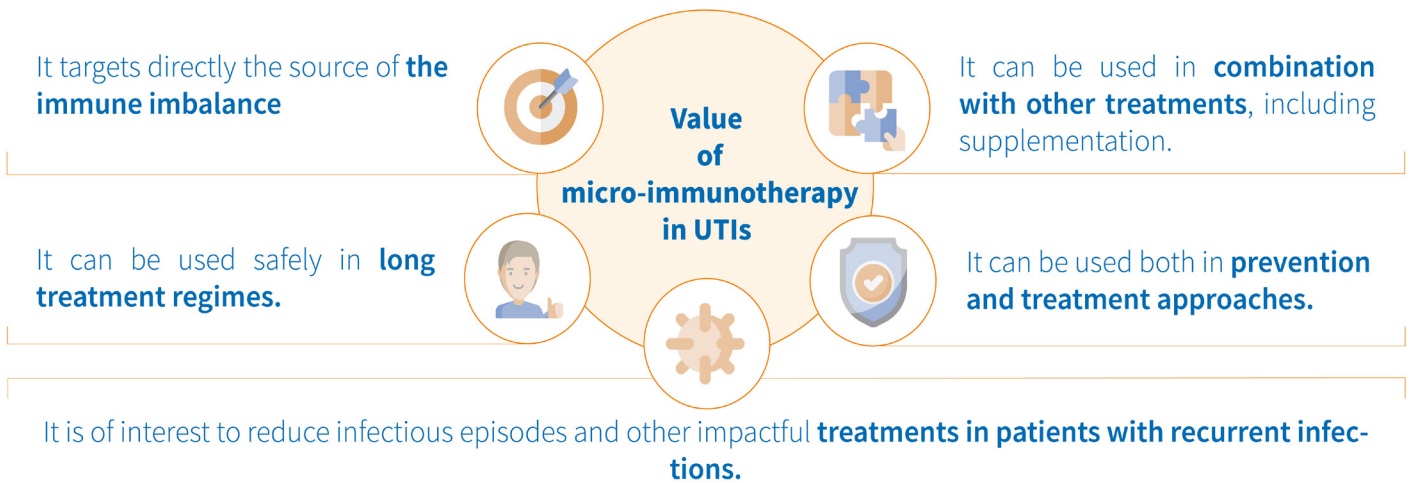 It targets directly the source of the
immune imbalance
Value
of
micro-immunotherapy
in UTIs
It can be used in combination
with other treatments, including
supplementation.
It can be used safely in long
treatment regimes.
It can be used both in prevention
and treatment approaches.
It is of interest to reduce infectious episodes and other impactful treatments in patients with recurrent infec-
tions.